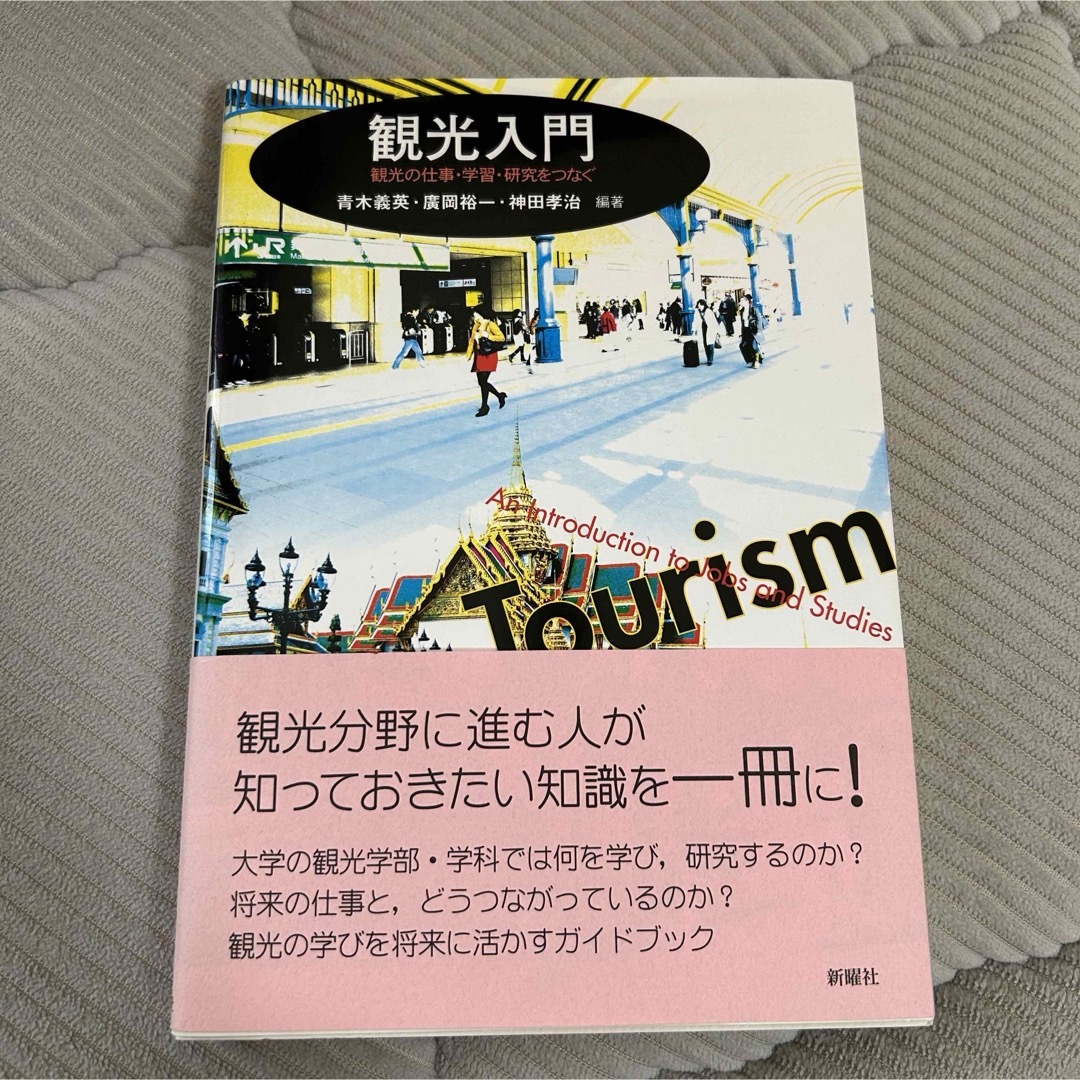 観光入門
観光の仕事・学習・研究をつなぐ
青木義英・廣岡裕一・神田孝治 編著
JR
An Introduction to Jobs and Studies
Tourism
観光分野に進む人が
知っておきたい知識を一冊に！
大学の観光学部・学科では何を学び，研究するのか？
将来の仕事と，どうつながっているのか？
観光の学びを将来に活かすガイドブック
新曜社